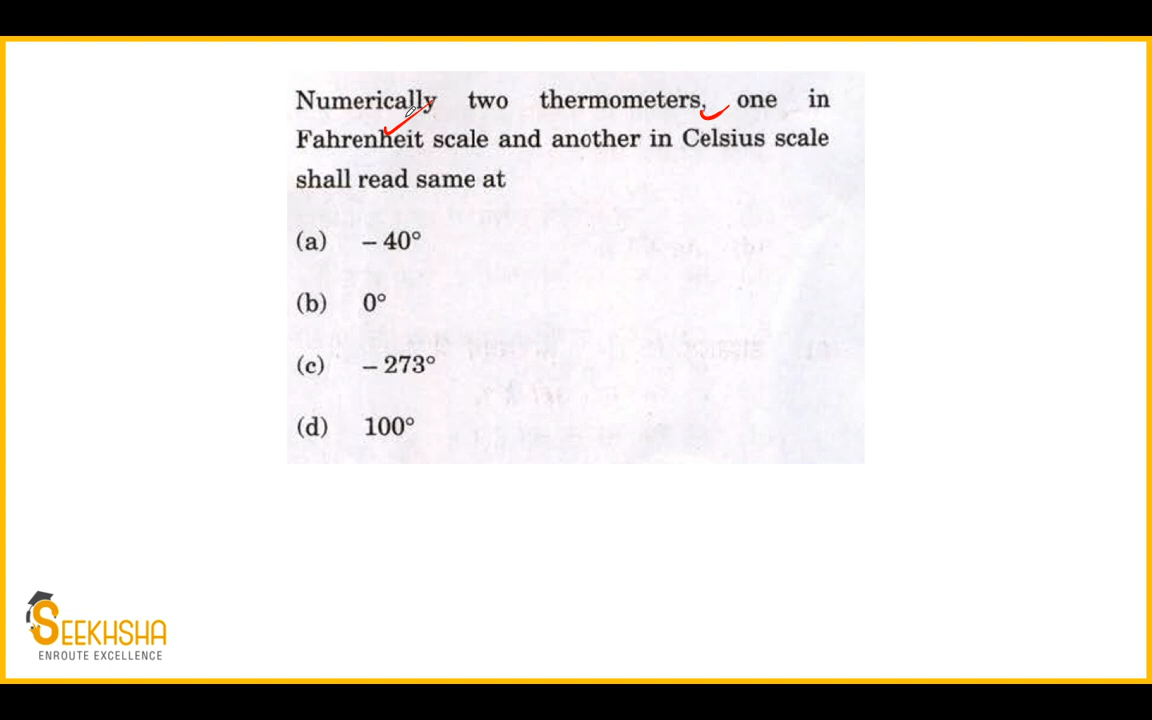 Numerically two thermometers, one in
Fahrenheit scale and another in Celsius scale
shall read same at
(a) – 40°
(b) 0°
(c) – 273°
(d) 100°
SEEKHSHA
ENROUTE EXCELLENCE